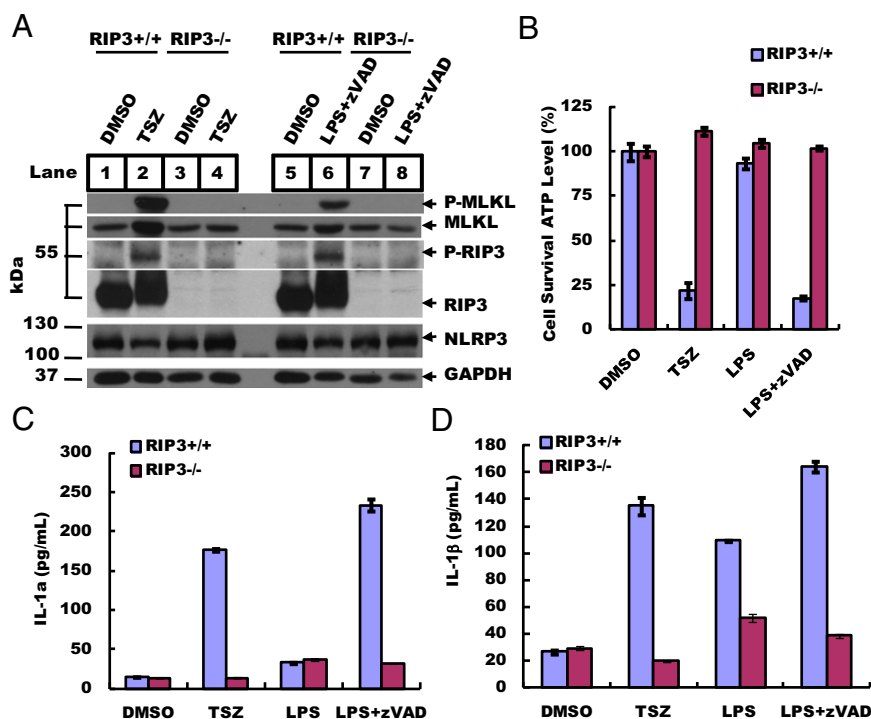 A
RIP3+/+ RIP3-/- RIP3+/+ RIP3-/-
DMSO TSZ DMSO TSZ DMSO LPS+zVAD DMSO LPS+zVAD
Lane 1 2 3 4 5 6 7 8
P-MLKL
MLKL
55 P-RIP3
kDa
RIP3
130
NLRP3
100
37 GAPDH
B
RIP3+/+
RIP3-/-
Cell Survival ATP Level (%)
125
100
75
50
25
0
DMSO TSZ LPS LPS+zVAD
C
RIP3+/+
RIP3-/-
IL-1a (pg/mL)
300
250
200
150
100
50
0
DMSO TSZ LPS LPS+zVAD
D
RIP3+/+
RIP3-/-
IL-1β (pg/mL)
180
160
140
120
100
80
60
40
20
0
DMSO TSZ LPS LPS+zVAD